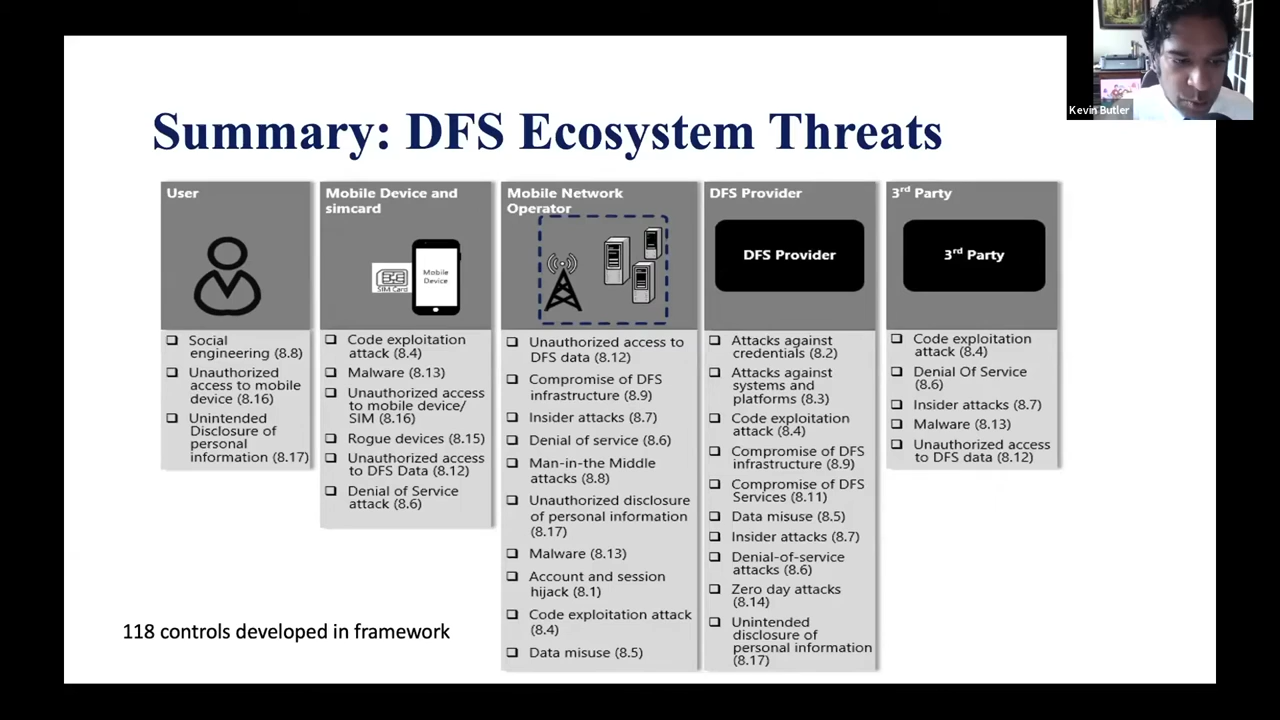 Kevin Butler
Summary: DFS Ecosystem Threats
User
Social
engineering (8.8)
Unauthorized
access to mobile
device (8.16)
Unintended
Disclosure of
personal
information (8.17)
Mobile Device and
simcard
SIM Card
Mobile
Device
Code exploitation
attack (8.4)
Malware (8.13)
Unauthorized access
to mobile device/
SIM (8.16)
Rogue devices (8.15)
Unauthorized access
to DFS Data (8.12)
Denial of Service
attack (8.6)
Mobile Network
Operator
Unauthorized access to
DFS data (8.12)
Compromise of DFS
infrastructure (8.9)
Insider attacks (8.7)
Denial of service (8.6)
Man-in-the Middle
attacks (8.8)
Unauthorized disclosure
of personal information
(8.17)
Malware (8.13)
Account and session
hijack (8.1)
Code exploitation attack
(8.4)
Data misuse (8.5)
DFS Provider
DFS Provider
Attacks against
credentials (8.2)
Attacks against
systems and
platforms (8.3)
Code exploitation
attack (8.4)
Compromise of DFS
infrastructure (8.9)
Compromise of DFS
Services (8.11)
Data misuse (8.5)
Insider attacks (8.7)
Denial-of-service
attacks (8.6)
Zero day attacks
(8.14)
Unintended
disclosure of
personal information
(8.17)
3rd Party
3rd Party
Code exploitation
attack (8.4)
Denial Of Service
(8.6)
Insider attacks (8.7)
Malware (8.13)
Unauthorized access
to DFS data (8.12)
118 controls developed in framework